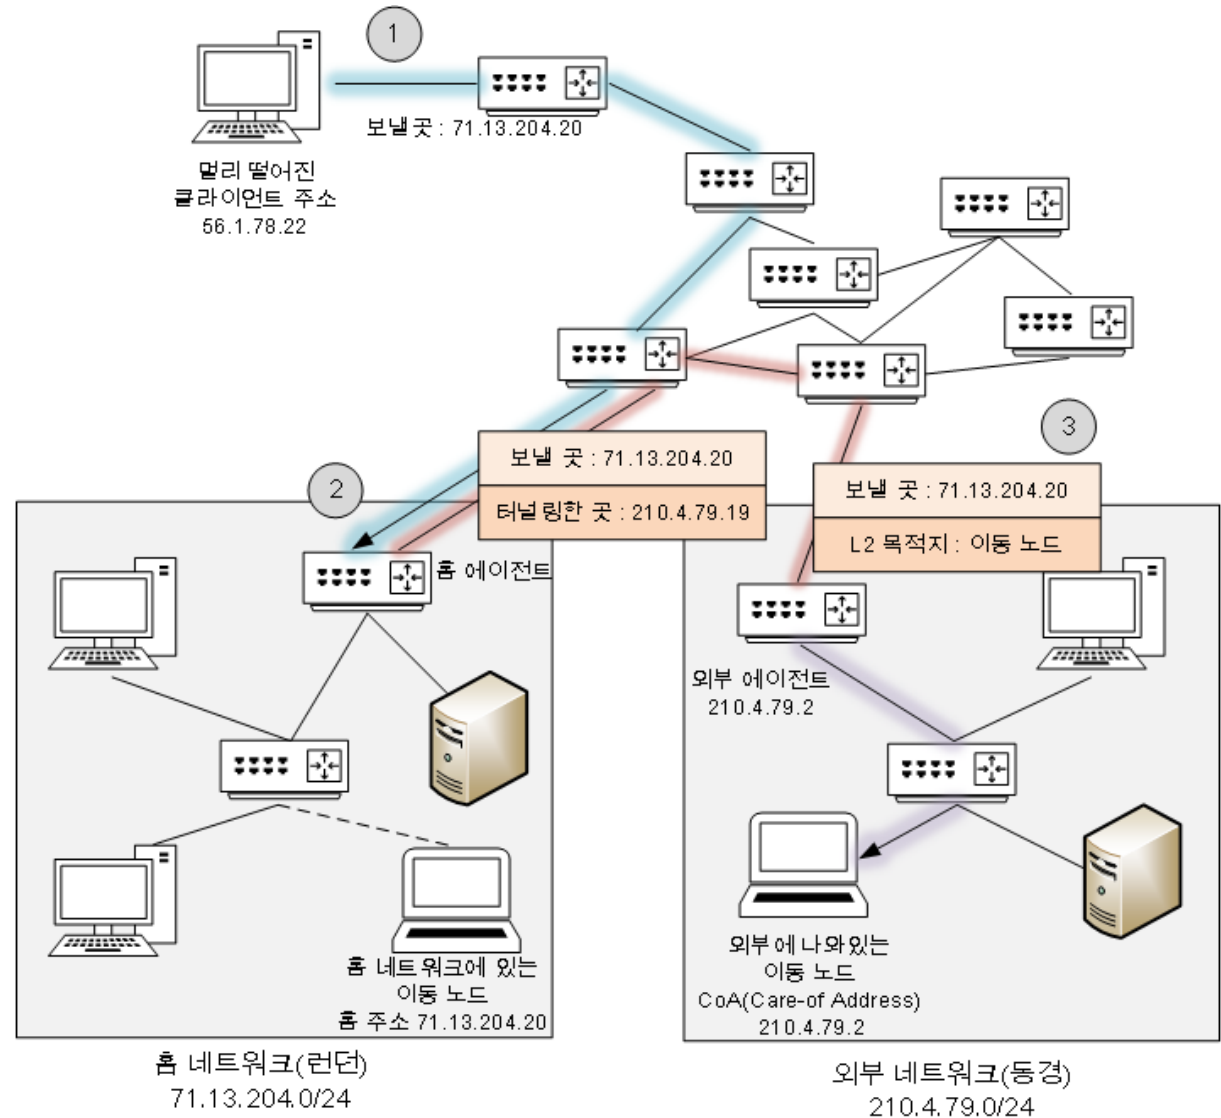 1
보낼곳 : 71.13.204.20
멀리 떨어진
클라이언트 주소
56.1.78.22
3
보낼 곳 : 71.13.204.20
터널링한 곳 : 210.4.79.19
보낼 곳 : 71.13.204.20
L2 목적지 : 이동 노드
2
홈 에이전트
외부 에이전트
210.4.79.2
홈 네트워크에 있는
이동 노드
홈 주소 71.13.204.20
외부에 나와있는
이동 노드
CoA(Care-of Address)
210.4.79.2
홈 네트워크(런던)
71.13.204.0/24
외부 네트워크(동경)
210.4.79.0/24